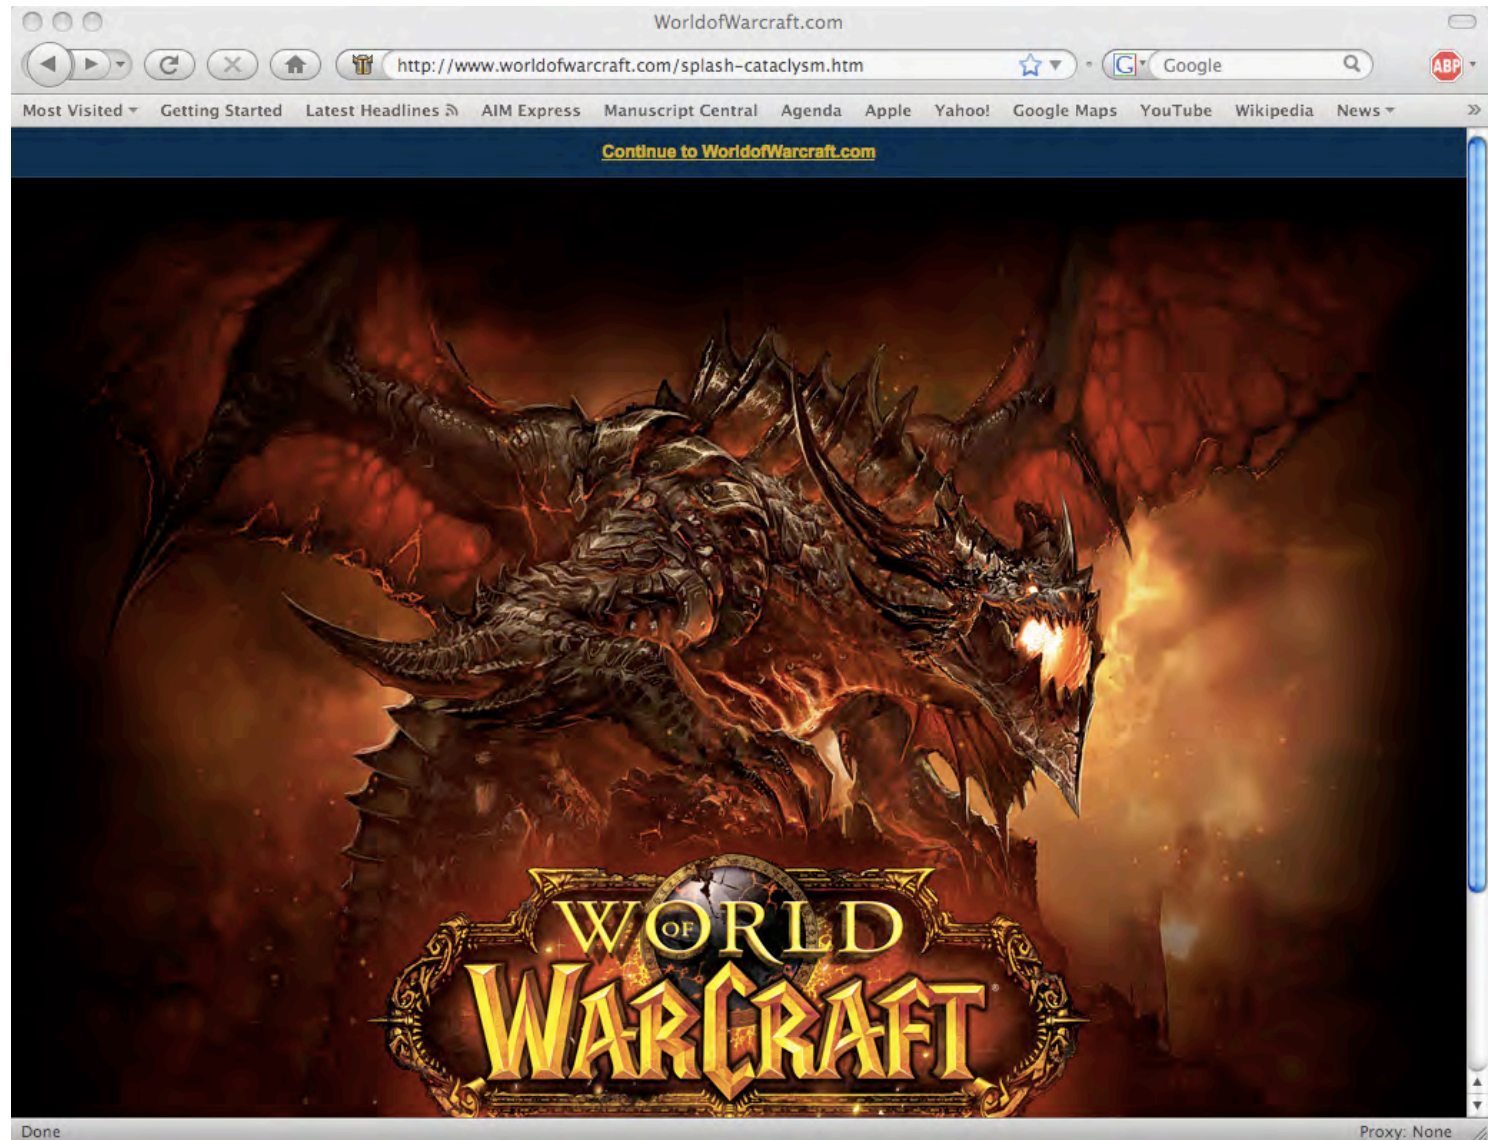 WorldofWarcraft.com
http://www.worldofwarcraft.com/splash-cataclysm.htm
G Google
ABP
Most Visited Getting Started Latest Headlines AIM Express Manuscript Central Agenda Apple Yahoo! Google Maps YouTube Wikipedia News »
Continue to WorldofWarcraft.com
WORLD
OF
WARCRAFT®
Done Proxy: None